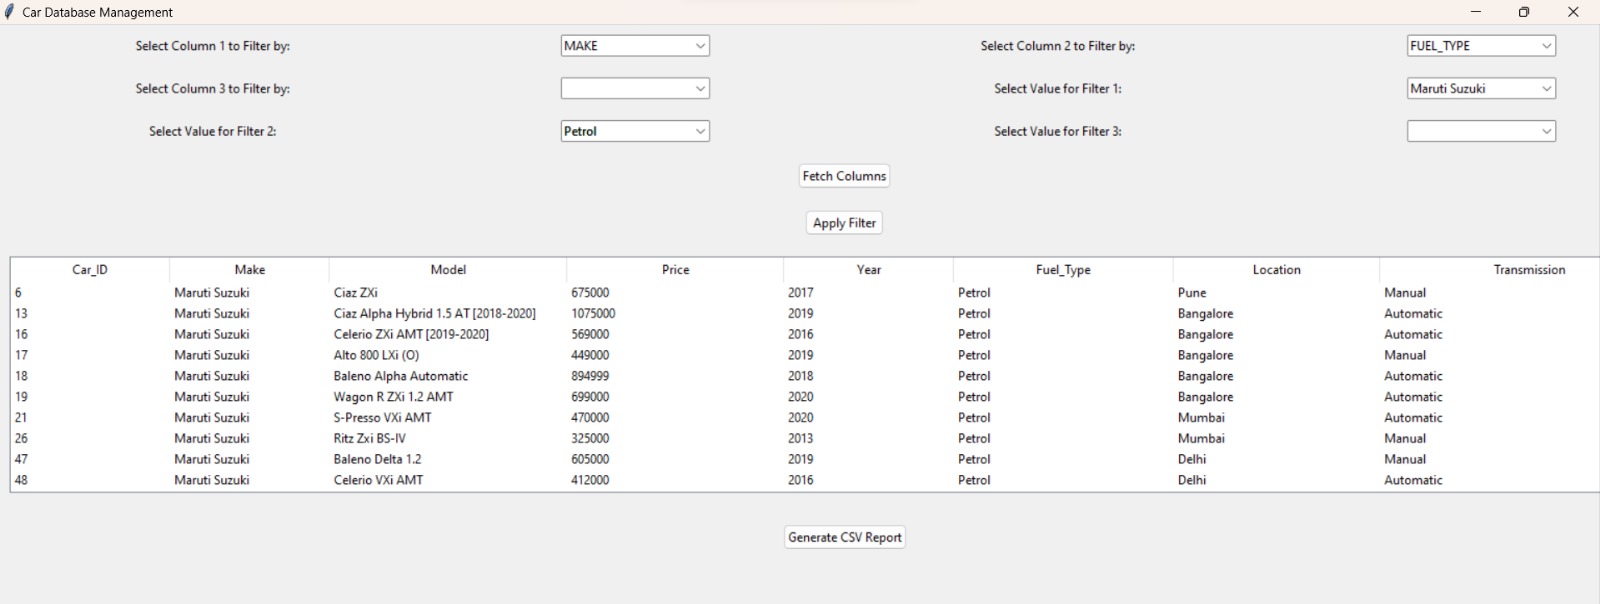 Car Database Management
Select Column 1 to Filter by: MAKE Select Column 2 to Filter by: FUEL_TYPE
Select Column 3 to Filter by: Select Value for Filter 1: Maruti Suzuki
Select Value for Filter 2: Petrol Select Value for Filter 3:
Fetch Columns
Apply Filter
Car_ID Make Model Price Year Fuel_Type Location Transmission
6 Maruti Suzuki Ciaz ZXi 675000 2017 Petrol Pune Manual
13 Maruti Suzuki Ciaz Alpha Hybrid 1.5 AT [2018-2020] 1075000 2019 Petrol Bangalore Automatic
16 Maruti Suzuki Celerio ZXi AMT [2019-2020] 569000 2016 Petrol Bangalore Automatic
17 Maruti Suzuki Alto 800 LXi (O) 449000 2019 Petrol Bangalore Manual
18 Maruti Suzuki Baleno Alpha Automatic 894999 2018 Petrol Bangalore Automatic
19 Maruti Suzuki Wagon R ZXi 1.2 AMT 699000 2020 Petrol Bangalore Automatic
21 Maruti Suzuki S-Presso VXi AMT 470000 2020 Petrol Mumbai Automatic
26 Maruti Suzuki Ritz Zxi BS-IV 325000 2013 Petrol Mumbai Manual
47 Maruti Suzuki Baleno Delta 1.2 605000 2019 Petrol Delhi Manual
48 Maruti Suzuki Celerio VXi AMT 412000 2016 Petrol Delhi Automatic
Generate CSV Report